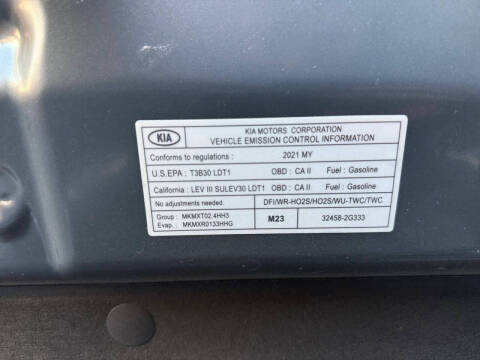 KIA
KIA MOTORS CORPORATION
VEHICLE EMISSION CONTROL INFORMATION
Conforms to regulations : 2021 MY
U.S.EPA : T3B30 LDT1 OBD : CA II Fuel : Gasoline
California : LEV III SULEV30 LDT1 OBD : CA II Fuel : Gasoline
No adjustments needed. DFI/WR-HO2S/HO2S/WU-TWC/TWC
Group : MKMXT02.4HH3 M23 32458-2G333
Evap. : MKMXR0133HHG